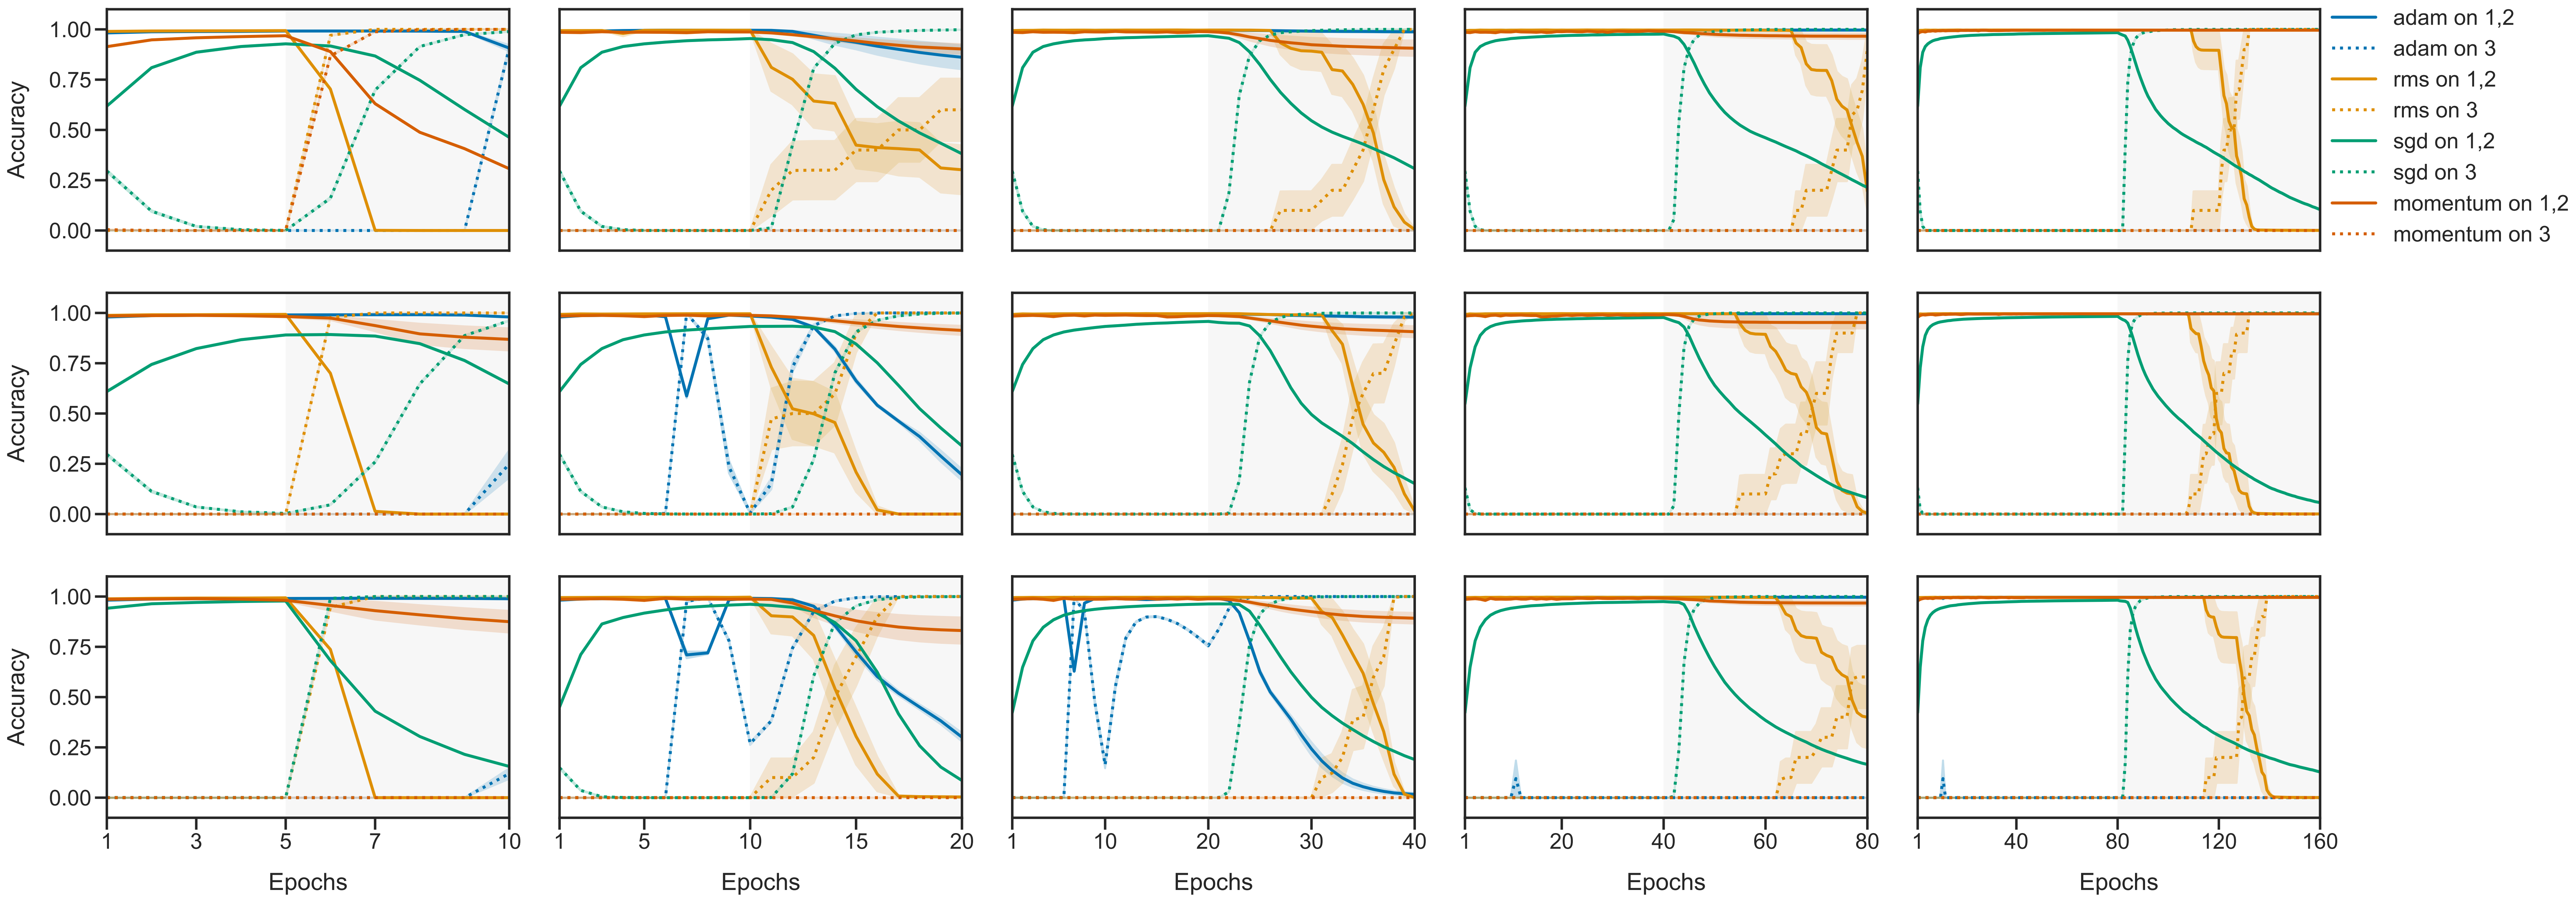 1.00
0.75
0.50
0.25
0.00
Accuracy
adam on 1,2
adam on 3
rms on 1,2
rms on 3
sgd on 1,2
sgd on 3
momentum on 1,2
momentum on 3
1.00
0.75
0.50
0.25
0.00
Accuracy
1.00
0.75
0.50
0.25
0.00
Accuracy
1 3 5 7 10
1 5 10 15 20
1 10 20 30 40
1 20 40 60 80
1 40 80 120 160
Epochs Epochs Epochs Epochs Epochs